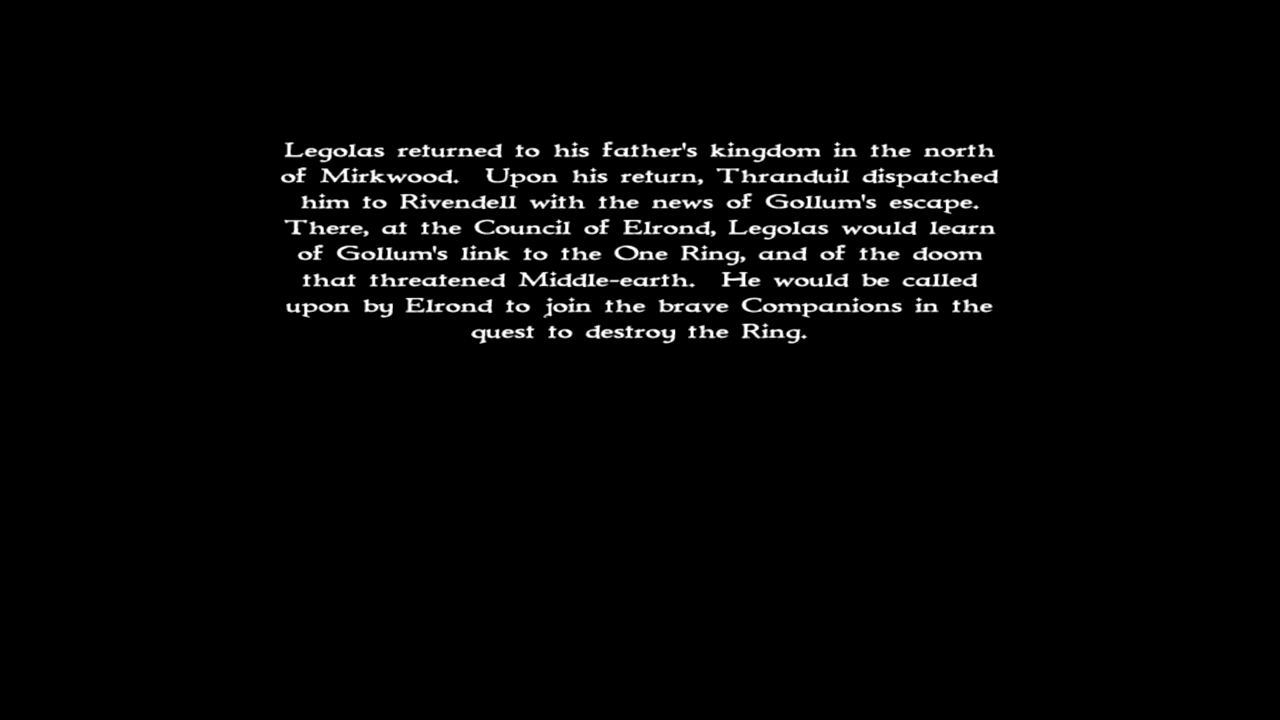 Legolas returned to his father's kingdom in the north
of Mirkwood.  Upon his return, Thranduil dispatched
him to Rivendell with the news of Gollum's escape.
There, at the Council of Elrond, Legolas would learn
of Gollum's link to the One Ring, and of the doom
that threatened Middle-earth.  He would be called
upon by Elrond to join the brave Companions in the
quest to destroy the Ring.